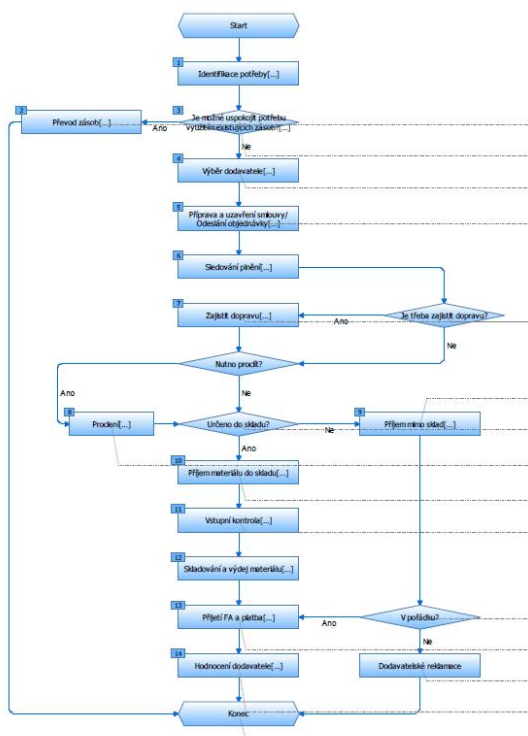 Start
1
Identifikace potřeby[...]
2
Převod zásob[...]
3
Je možné uspokojit potřebu
využitím existujících zásob?[...]
Ano
Ne
4
Výběr dodavatele[...]
5
Příprava a uzavření smlouvy/
Odeslání objednávky[...]
6
Sledování plnění[...]
7
Zajistit dopravu[...]
Ano
Je třeba zajistit dopravu?
Ne
Nutno proclít?
Ano
Ne
8
Proclení[...]
Určeno do skladu?
Ne
9
Příjem mimo sklad[...]
Ano
10
Příjem materiálu do skladu[...]
11
Vstupní kontrola[...]
12
Skladování a výdej materiálu[...]
13
Přijetí FA a platba[...]
Ano
V pořádku?
Ne
14
Hodnocení dodavatele[...]
Dodavatelské reklamace
Konec